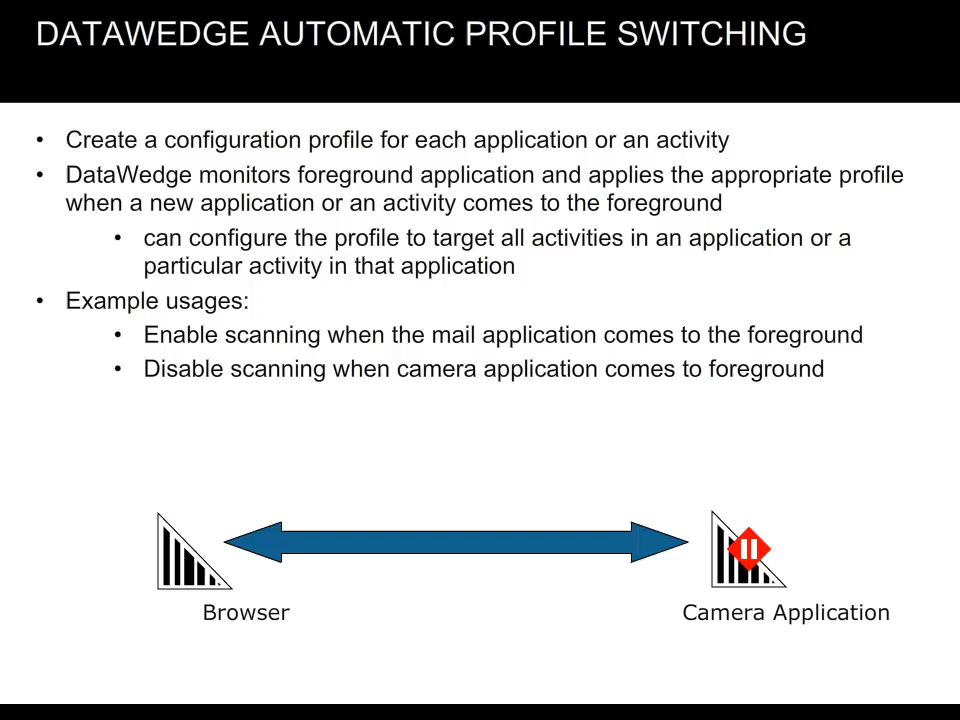 DATAWEDGE AUTOMATIC PROFILE SWITCHING
• Create a configuration profile for each application or an activity
• DataWedge monitors foreground application and applies the appropriate profile
when a new application or an activity comes to the foreground
• can configure the profile to target all activities in an application or a
particular activity in that application
• Example usages:
• Enable scanning when the mail application comes to the foreground
• Disable scanning when camera application comes to foreground
Browser
Camera Application